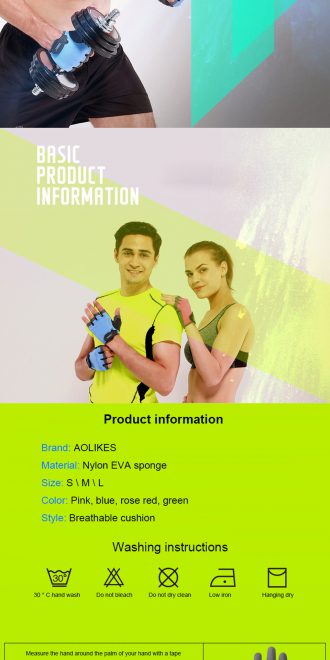 BASIC
PRODUCT
INFORMATION
Product information
Brand: AOLIKES
Material: Nylon EVA sponge
Size: S \ M \ L
Color: Pink, blue, rose red, green
Style: Breathable cushion
Washing instructions
30°
30 ° C hand wash Do not bleach Do not dry clean Low iron Hanging dry
Measure the hand around the palm of your hand with a tape